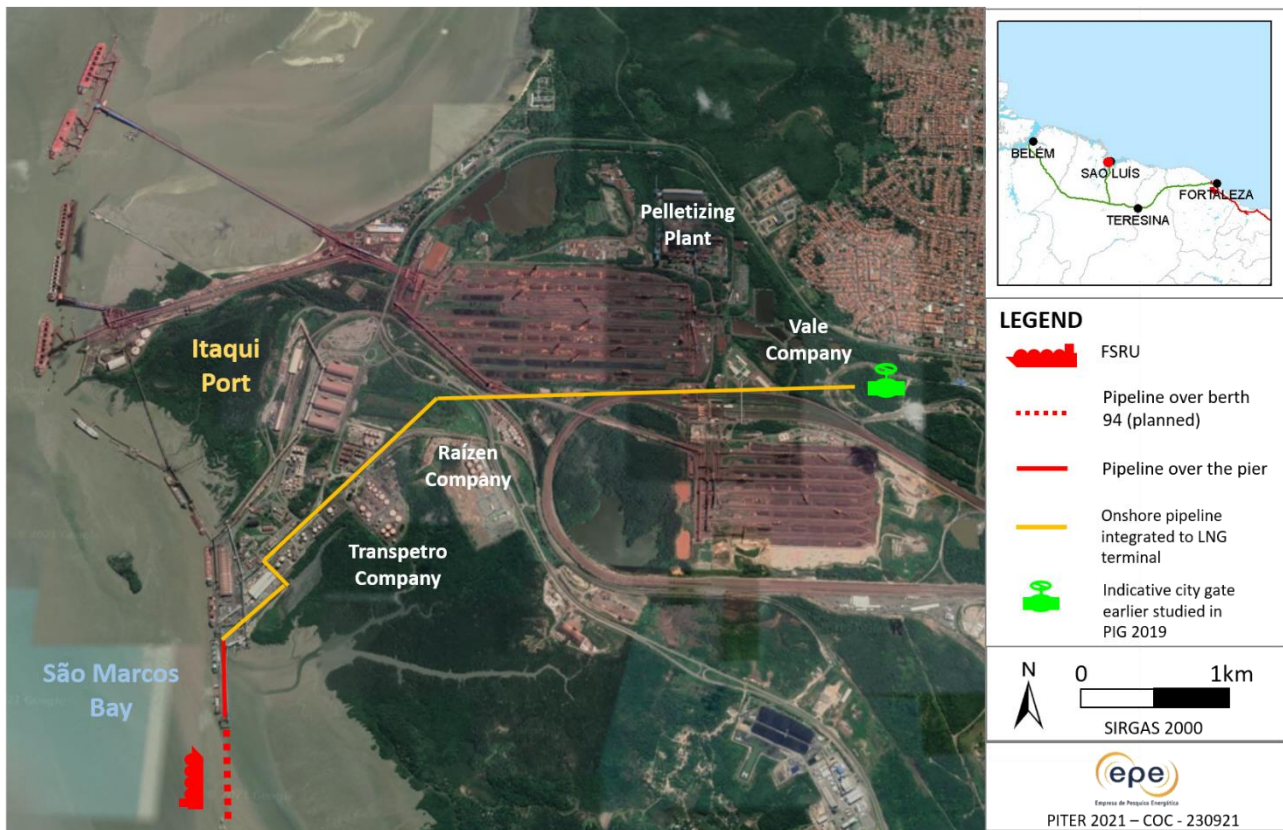 Pelletizing
Plant
Vale
Company
Itaqui
Port
Raízen
Company
Transpetro
Company
São Marcos
Bay
BELÉM
SAO LUÍS
FORTALEZA
TERESINA
LEGEND
FSRU
Pipeline over berth
94 (planned)
Pipeline over the pier
Onshore pipeline
integrated to LNG
terminal
Indicative city gate
earlier studied in
PIG 2019
N
0 1km
SIRGAS 2000
epe
Empresa de Pesquisa Energética
PITER 2021 – COC - 230921